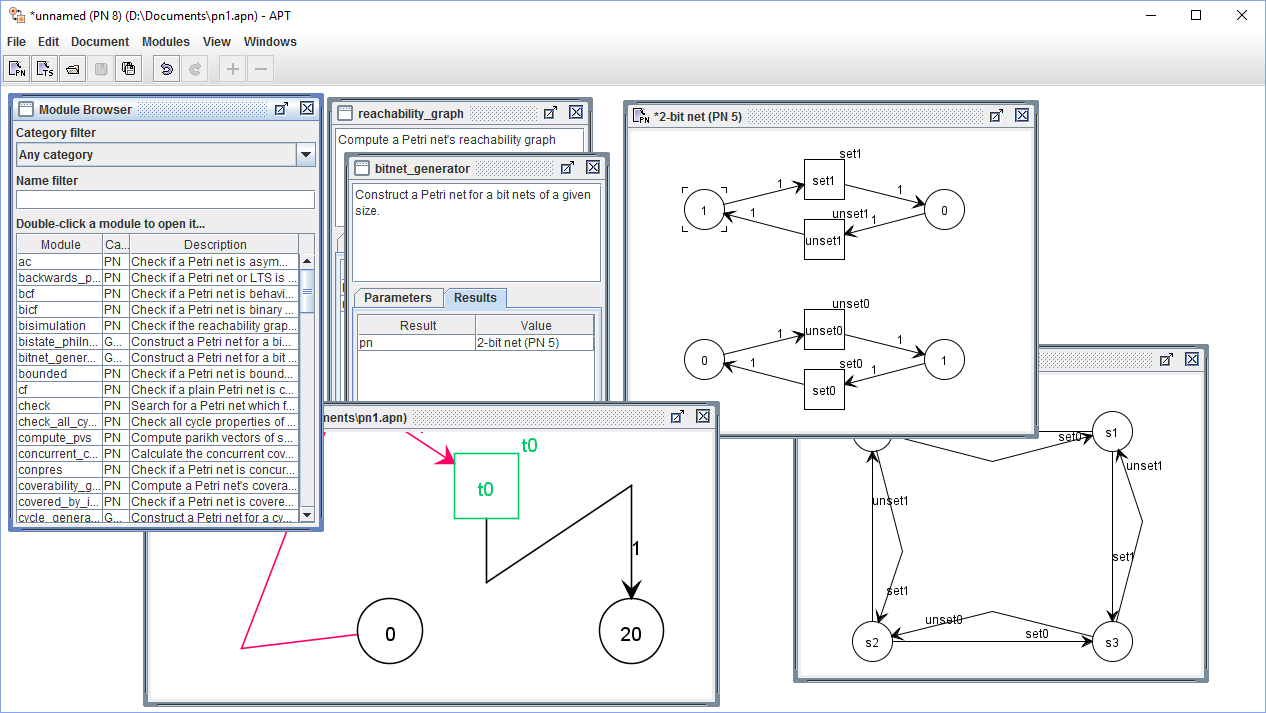 *unnamed (PN 8) (D:\Documents\pn1.apn) - APT
File Edit Document Modules View Windows
PN TS
Module Browser
Category filter
Any category
Name filter
Double-click a module to open it...
Module Ca... Description
ac PN Check if a Petri net is asym...
backwards_p... PN Check if a Petri net or LTS is ...
bcf PN Check if a Petri net is behavi...
bicf PN Check if a Petri net is binary ...
bisimulation PN Check if the reachability grap...
bistate_philn... G... Construct a Petri net for a bi...
bitnet_gener... G... Construct a Petri net for a bit ...
bounded PN Check if a Petri net is bound...
cf PN Check if a plain Petri net is c...
check PN Search for a Petri net which f...
check_all_cy... PN Check all cycle properties of ...
compute_pvs PN Compute parikh vectors of s...
concurrent_c... PN Calculate the concurrent cov...
conpres PN Check if a Petri net is concur...
coverability_g... PN Compute a Petri net's covera...
covered_by_i... PN Check if a Petri net is covere...
cycle_genera... G... Construct a Petri net for a cy...
reachability_graph
Compute a Petri net's reachability graph
bitnet_generator
Construct a Petri net for a bit nets of a given
size.
Parameters Results
Result Value
pn 2-bit net (PN 5)
PN *2-bit net (PN 5)
set1
1 set1 1
1 0
unset1
1 unset1 1
unset0
1 unset0 1
0 1
set0
1 set0 1
ments\pn1.apn)
t0
t0
1
0 20
set0 s1
unset1
unset1
set1
set1
unset0
set0
s2 s3